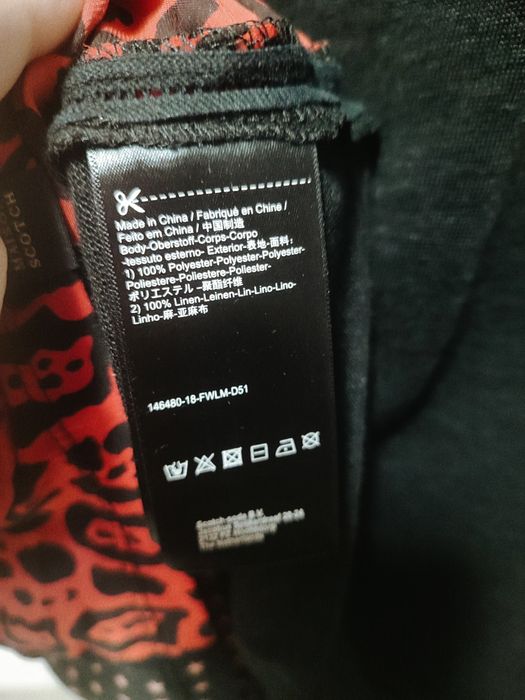 Made in China / Fabriqué en Chine /
Feito em China / 中国制造
Body-Oberstoff-Corps-Corpo
-tessuto esterno- Exterior-表地-面料:
1) 100% Polyester-Polyester-Polyester-
Poliestere-Poliestere-Poliester-
ポリエステル –聚酯纤维
2) 100% Linen-Leinen-Lin-Lino-Lino-
Linho-麻-亚麻布
146480-18-FWLM-D51
SCOTCH